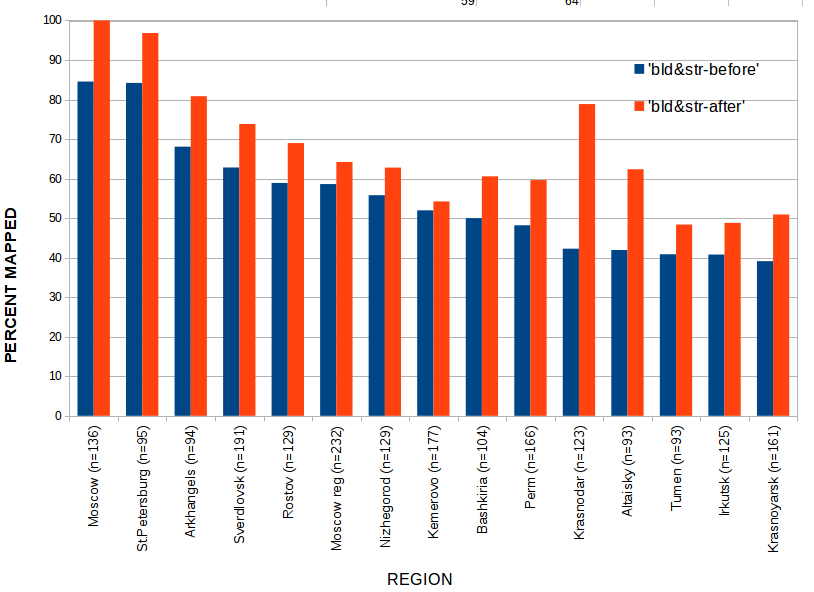 59
64
100
90
80
70
60
50
40
30
20
10
0
PERCENT MAPPED
'bld&str-before'
'bld&str-after'
Moscow (n=136)
St.Petersburg (n=95)
Arkhangels (n=94)
Sverdlovsk (n=191)
Rostov (n=129)
Moscow reg (n=232)
Nizhegorod (n=129)
Kemerovo (n=177)
Bashkiria (n=104)
Perm (n=166)
Krasnodar (n=123)
Altaisky (n=93)
Tumen (n=93)
Irkutsk (n=125)
Krasnoyarsk (n=161)
REGION